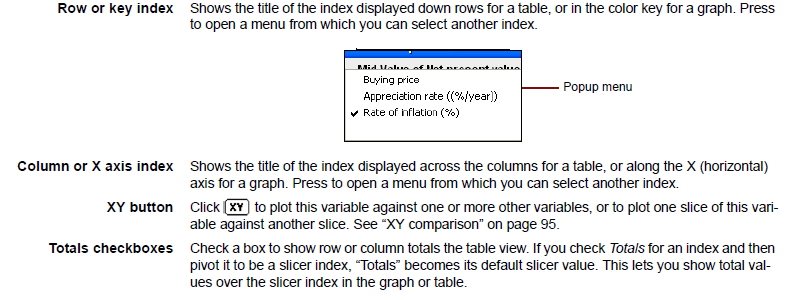 Row or key index Shows the title of the index displayed down rows for a table, or in the color key for a graph. Press
to open a menu from which you can select another index.
Mid Value of Net present value
Buying price
Appreciation rate ((%/year])
✔ Rate of inflation (%)
Popup menu
Column or X axis index Shows the title of the index displayed across the columns for a table, or along the X (horizontal)
axis for a graph. Press to open a menu from which you can select another index.
XY button Click XY to plot this variable against one or more other variables, or to plot one slice of this vari-
able against another slice. See “XY comparison” on page 95.
Totals checkboxes Check a box to show row or column totals the table view. If you check Totals for an index and then
pivot it to be a slicer index, “Totals” becomes its default slicer value. This lets you show total val-
ues over the slicer index in the graph or table.